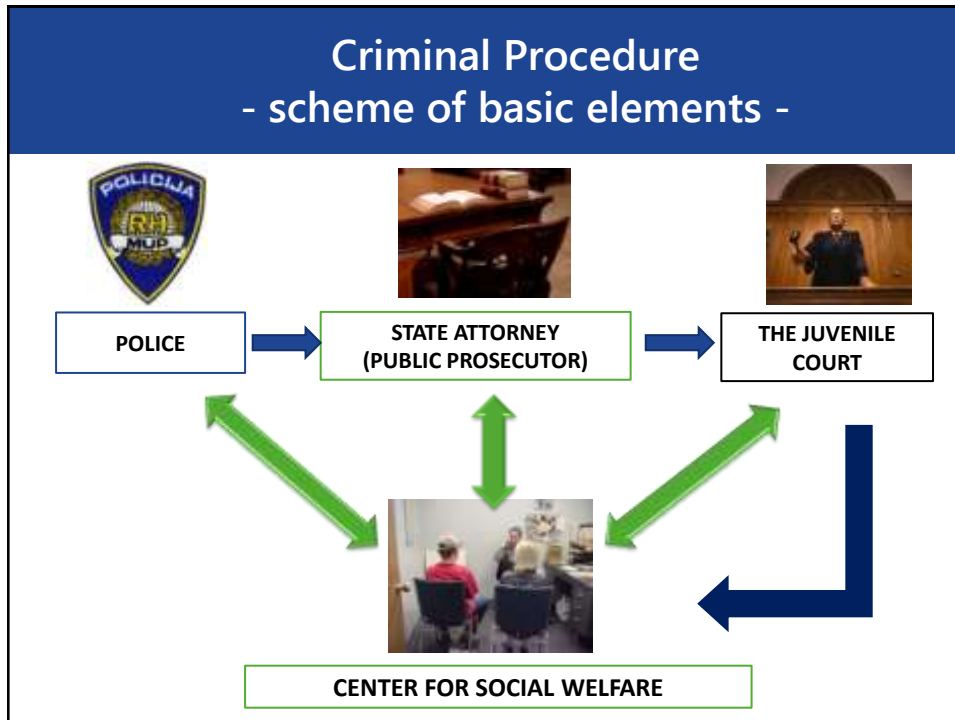 Criminal Procedure
- scheme of basic elements -
POLICIJA
RH
MUP
POLICE
STATE ATTORNEY
(PUBLIC PROSECUTOR)
THE JUVENILE
COURT
CENTER FOR SOCIAL WELFARE